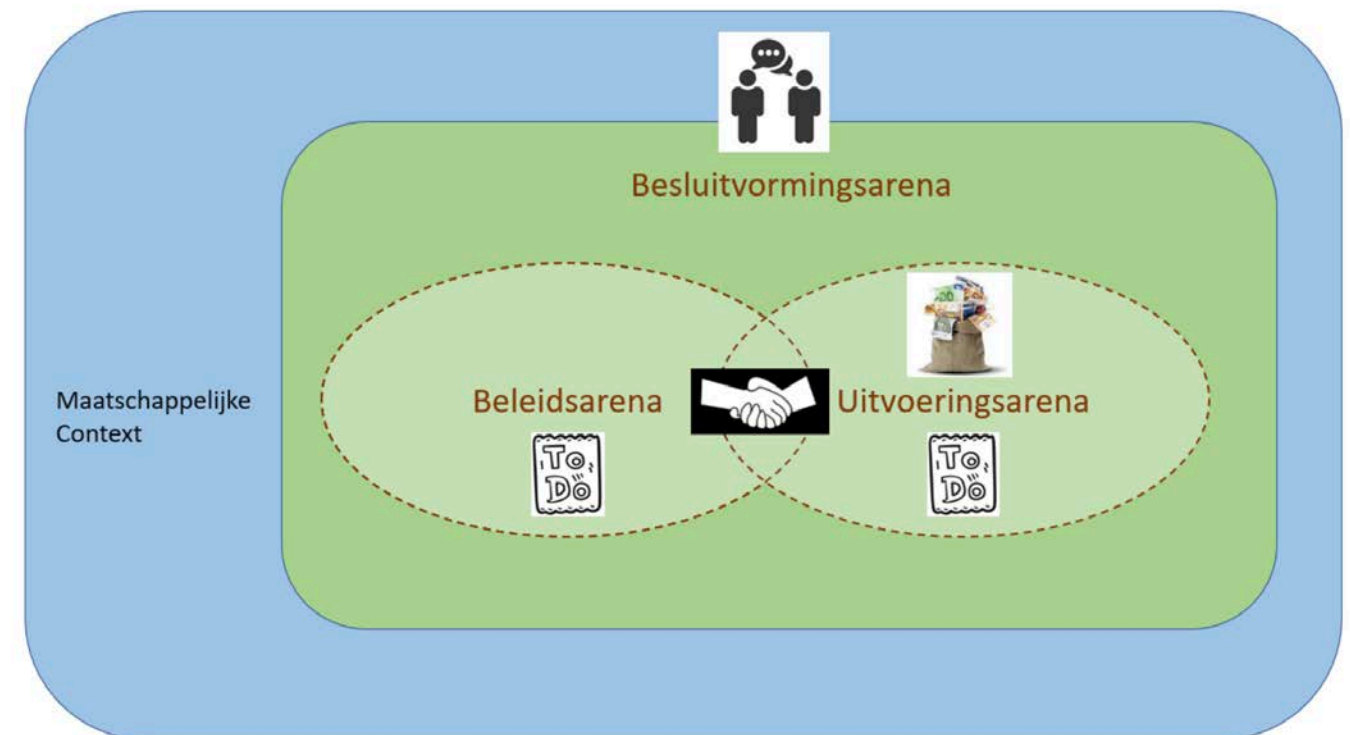 Besluitvormingsarena
Maatschappelijke
Context
Beleidsarena
Uitvoeringsarena
To
Do
To
Do